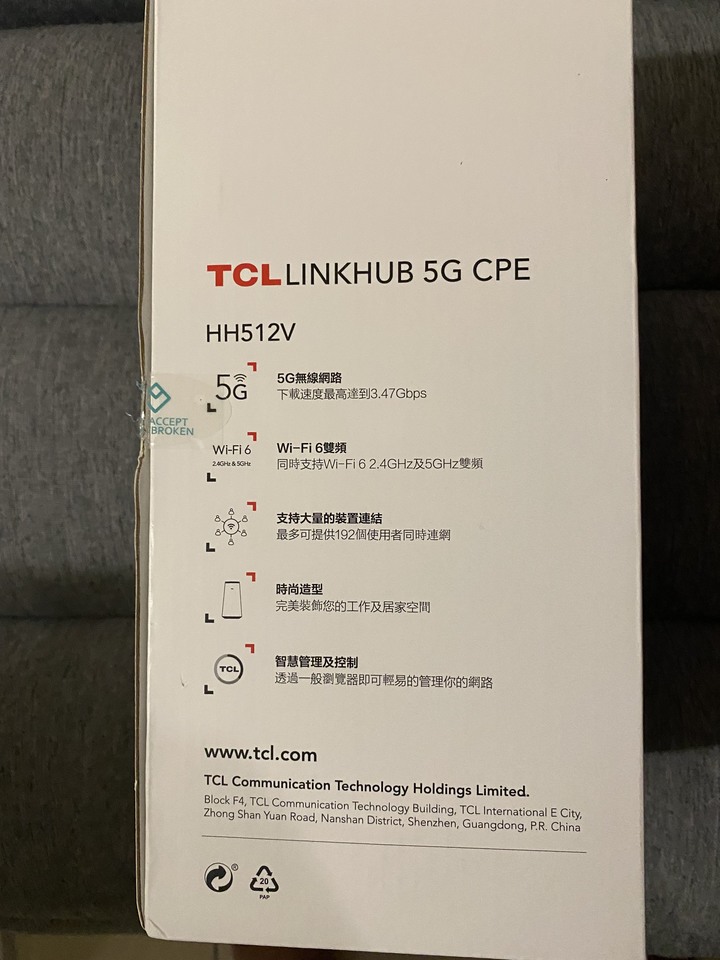 TCL LINKHUB 5G CPE
HH512V
5G
5G無線網路
下載速度最高達到3.47Gbps
ACCEPT
BROKEN
Wi-Fi 6
2.4GHz & 5GHz
Wi-Fi 6雙頻
同時支持Wi-Fi 6 2.4GHz及5GHz雙頻
支持大量的裝置連結
最多可提供192個使用者同時連網
時尚造型
完美裝飾您的工作及居家空間
TCL
智慧管理及控制
透過一般瀏覽器即可輕易的管理你的網路
www.tcl.com
TCL Communication Technology Holdings Limited.
Block F4, TCL Communication Technology Building, TCL International E City,
Zhong Shan Yuan Road, Nanshan District, Shenzhen, Guangdong, P.R. China
®
20
PAP